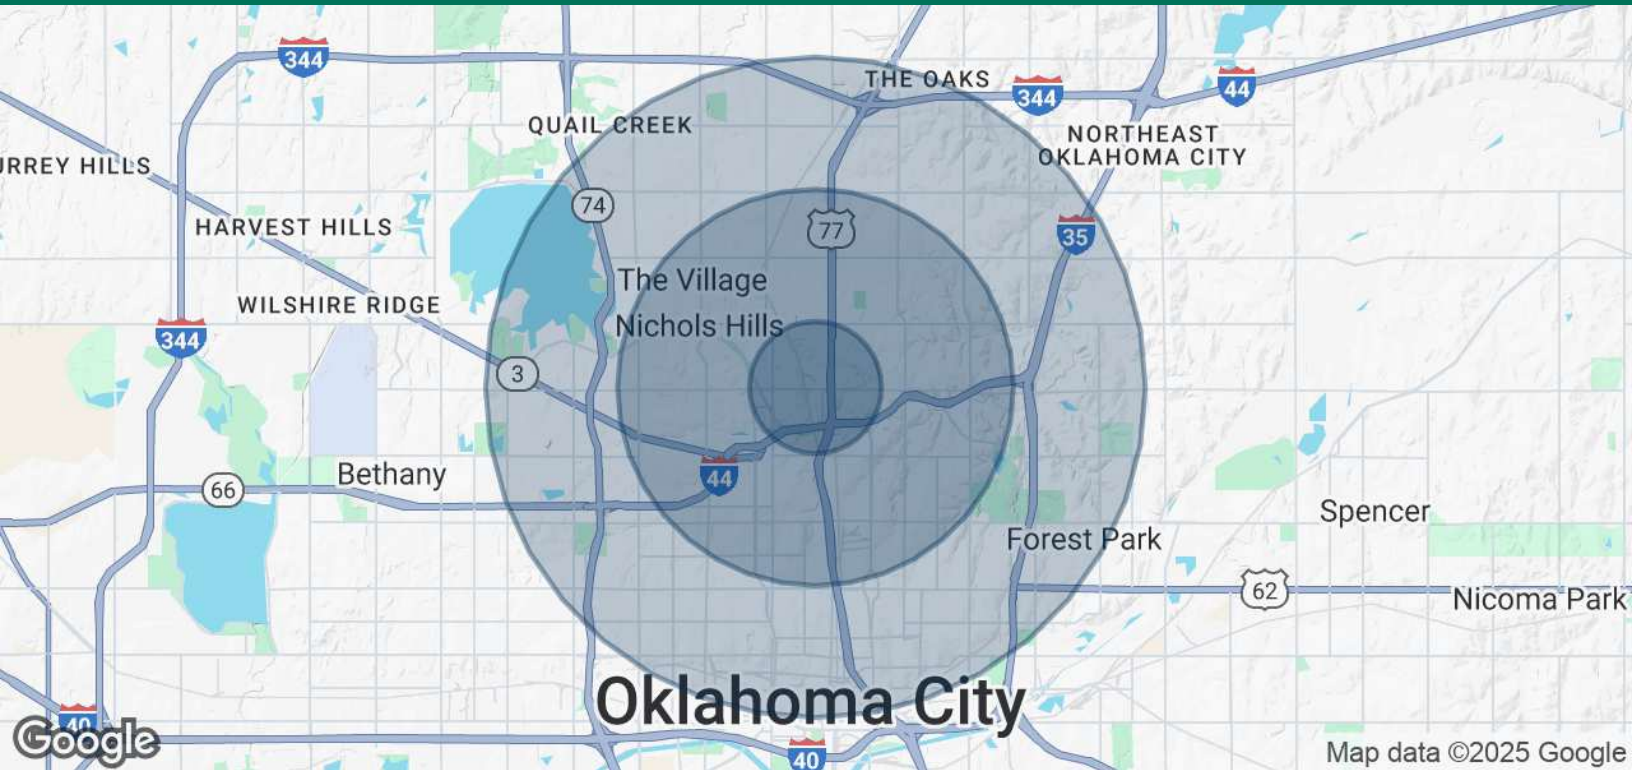 344
THE OAKS
344
44
QUAIL CREEK
NORTHEAST
OKLAHOMA CITY
URREY HILLS
74
HARVEST HILLS
77
35
The Village
WILSHIRE RIDGE
Nichols Hills
344
3
Bethany
44
66
Spencer
Forest Park
62
Nicoma Park
Oklahoma City
40
Google
40
Map data ©2025 Google